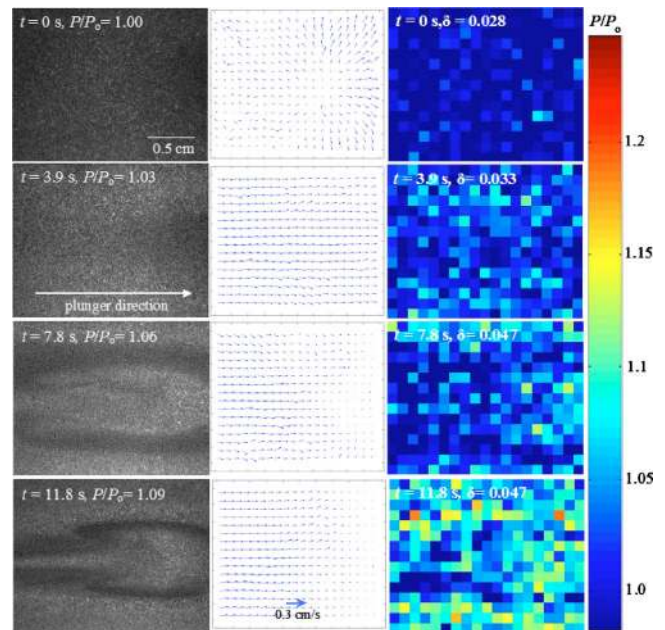 t = 0 s, P/Pₒ = 1.00
t = 0 s,δ = 0.028
P/Pₒ
0.5 cm
1.2
t = 3.9 s, P/Pₒ = 1.03
t = 3.9 s, δ= 0.033
1.15
plunger direction
t = 7.8 s, P/Pₒ = 1.06
t = 7.8 s, δ= 0.047
1.1
1.05
t = 11.8 s, P/Pₒ = 1.09
t = 11.8 s, δ= 0.047
0.3 cm/s
1.0